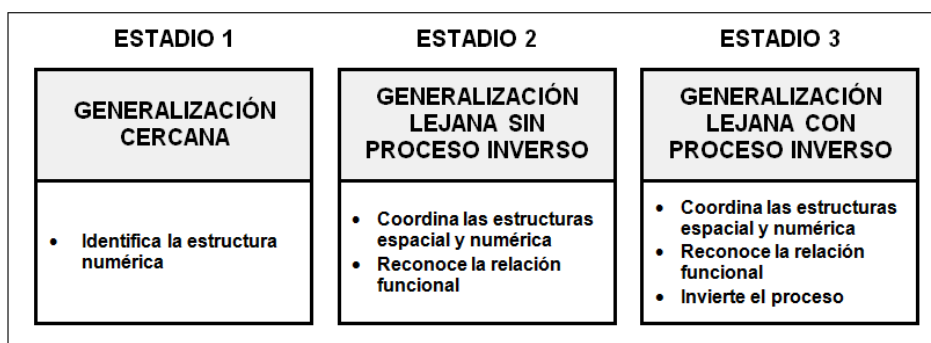 ESTADIO 1
GENERALIZACIÓN
CERCANA
• Identifica la estructura
numérica
ESTADIO 2
GENERALIZACIÓN
LEJANA SIN
PROCESO INVERSO
• Coordina las estructuras
espacial y numérica
• Reconoce la relación
funcional
ESTADIO 3
GENERALIZACIÓN
LEJANA CON
PROCESO INVERSO
• Coordina las estructuras
espacial y numérica
• Reconoce la relación
funcional
• Invierte el proceso